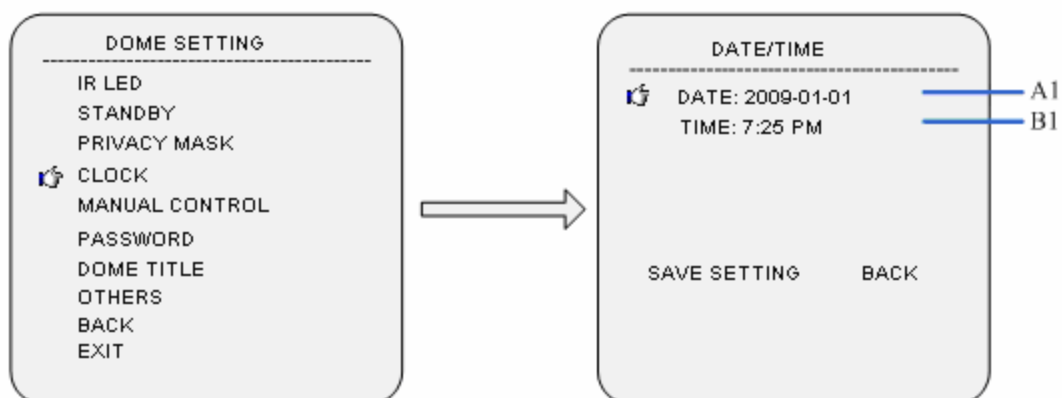 DOME SETTING
IR LED
STANDBY
PRIVACY MASK
CLOCK
MANUAL CONTROL
PASSWORD
DOME TITLE
OTHERS
BACK
EXIT
DATE/TIME
DATE: 2009-01-01
A1
TIME: 7:25 PM
B1
SAVE SETTING BACK